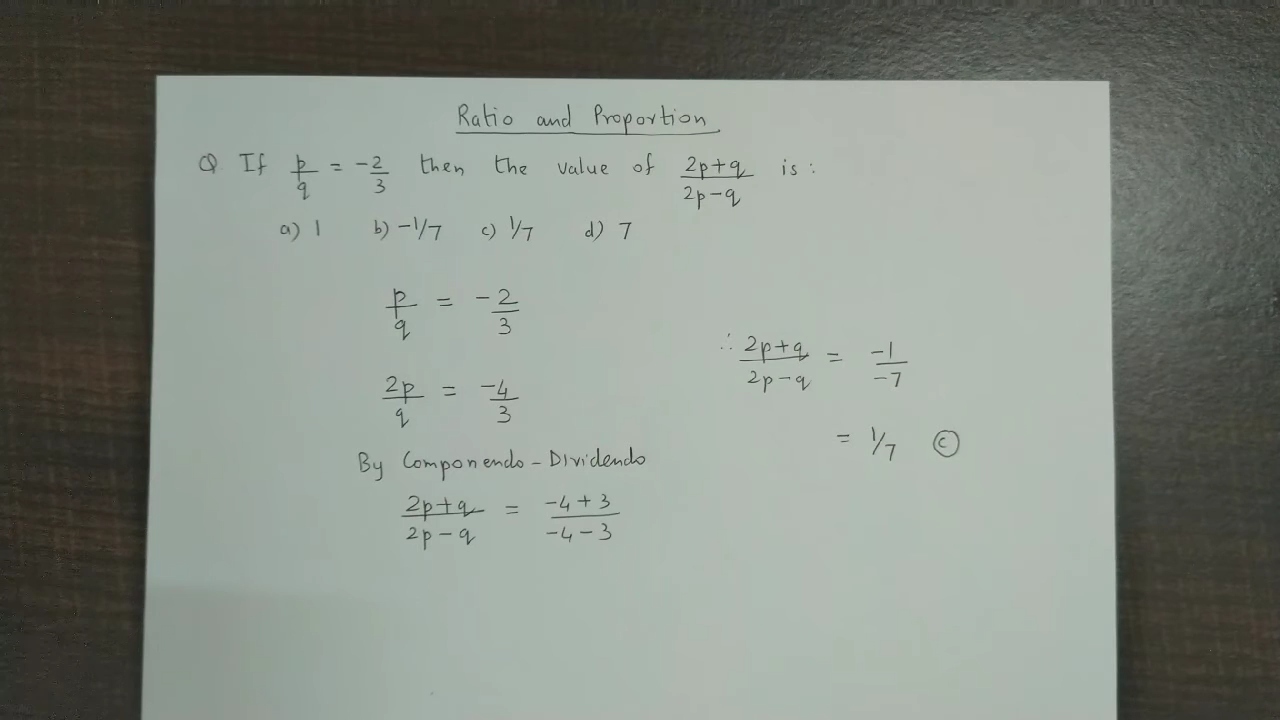 Ratio and Proportion
Q If p/q = -2/3 then the value of 2p+q/2p-q is:
a) 1 b) -1/7 c) 1/7 d) 7
p/q = -2/3
2p/q = -4/3
By Componendo-Dividendo
2p+q/2p-q = -4+3/-4-3
∴ 2p+q/2p-q = -1/-7
= 1/7 ©